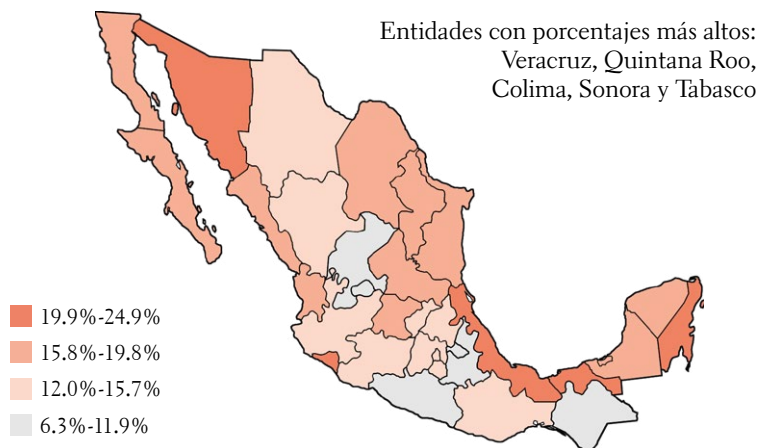 Entidades con porcentajes más altos:
Veracruz, Quintana Roo,
Colima, Sonora y Tabasco
19.9%-24.9%
15.8%-19.8%
12.0%-15.7%
6.3%-11.9%